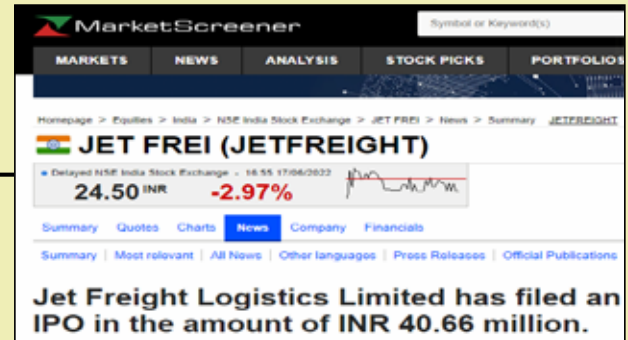 MarketScreener
Symbol or Keyword(s)
MARKETS NEWS ANALYSIS STOCK PICKS PORTFOLIOS
Homepage > Equities > India > NSE India Stock Exchange > JET FREI > News > Summary JETFREIGHT
JET FREI (JETFREIGHT)
Delayed NSE India Stock Exchange - 16:55 17/06/2022
24.50 INR -2.97%
Summary Quotes Charts News Company Financials
Summary | Most relevant | All News | Other languages | Press Releases | Official Publications
Jet Freight Logistics Limited has filed an
IPO in the amount of INR 40.66 million.